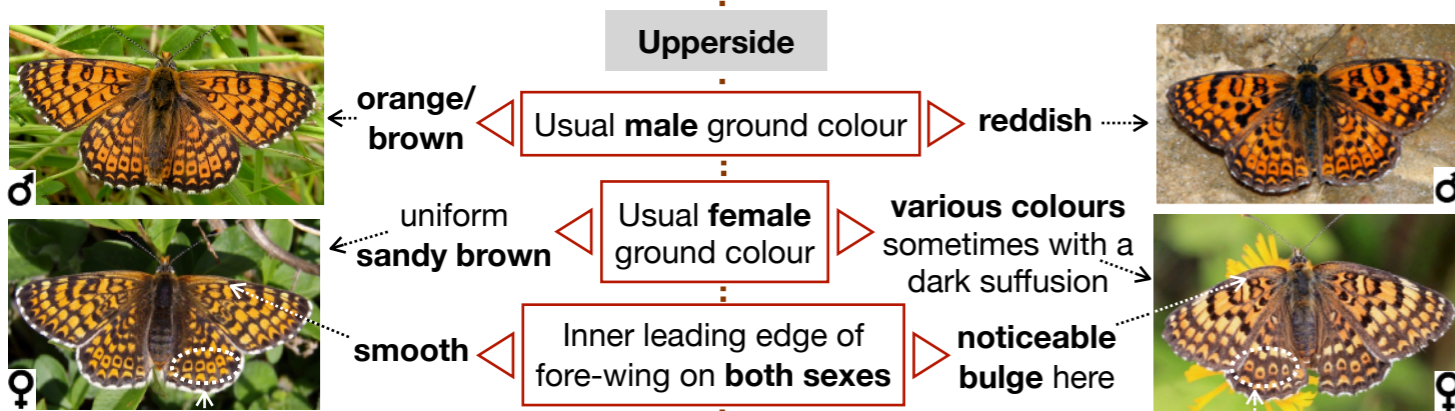 Upperside
orange/
brown
Usual male ground colour
reddish
♂
♂
uniform
sandy brown
Usual female
ground colour
various colours
sometimes with a
dark suffusion
smooth
Inner leading edge of
fore-wing on both sexes
noticeable
bulge here
♀
♀